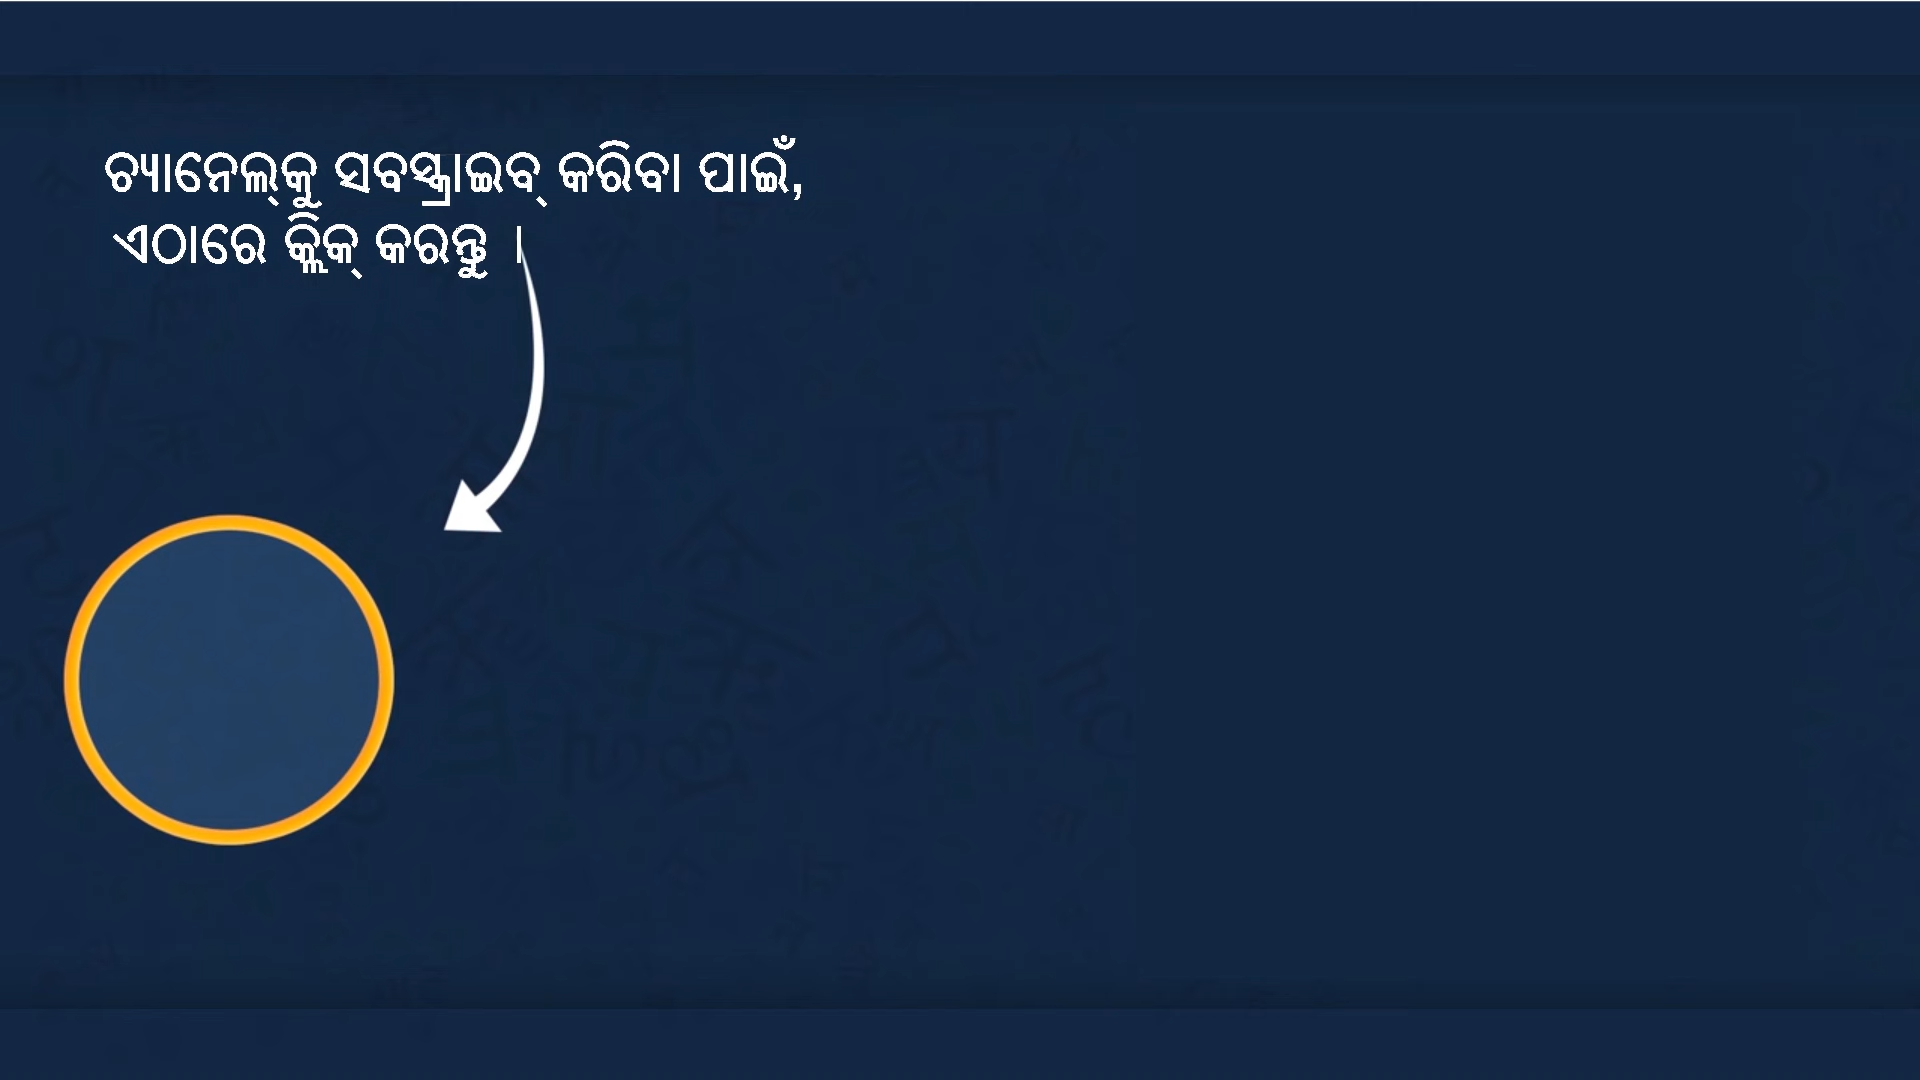 ଚ୍ୟାନେଲ୍‌କୁ ସବସ୍କ୍ରାଇବ୍ କରିବା ପାଇଁ,
ଏଠାରେ କ୍ଲିକ୍ କରନ୍ତୁ ।